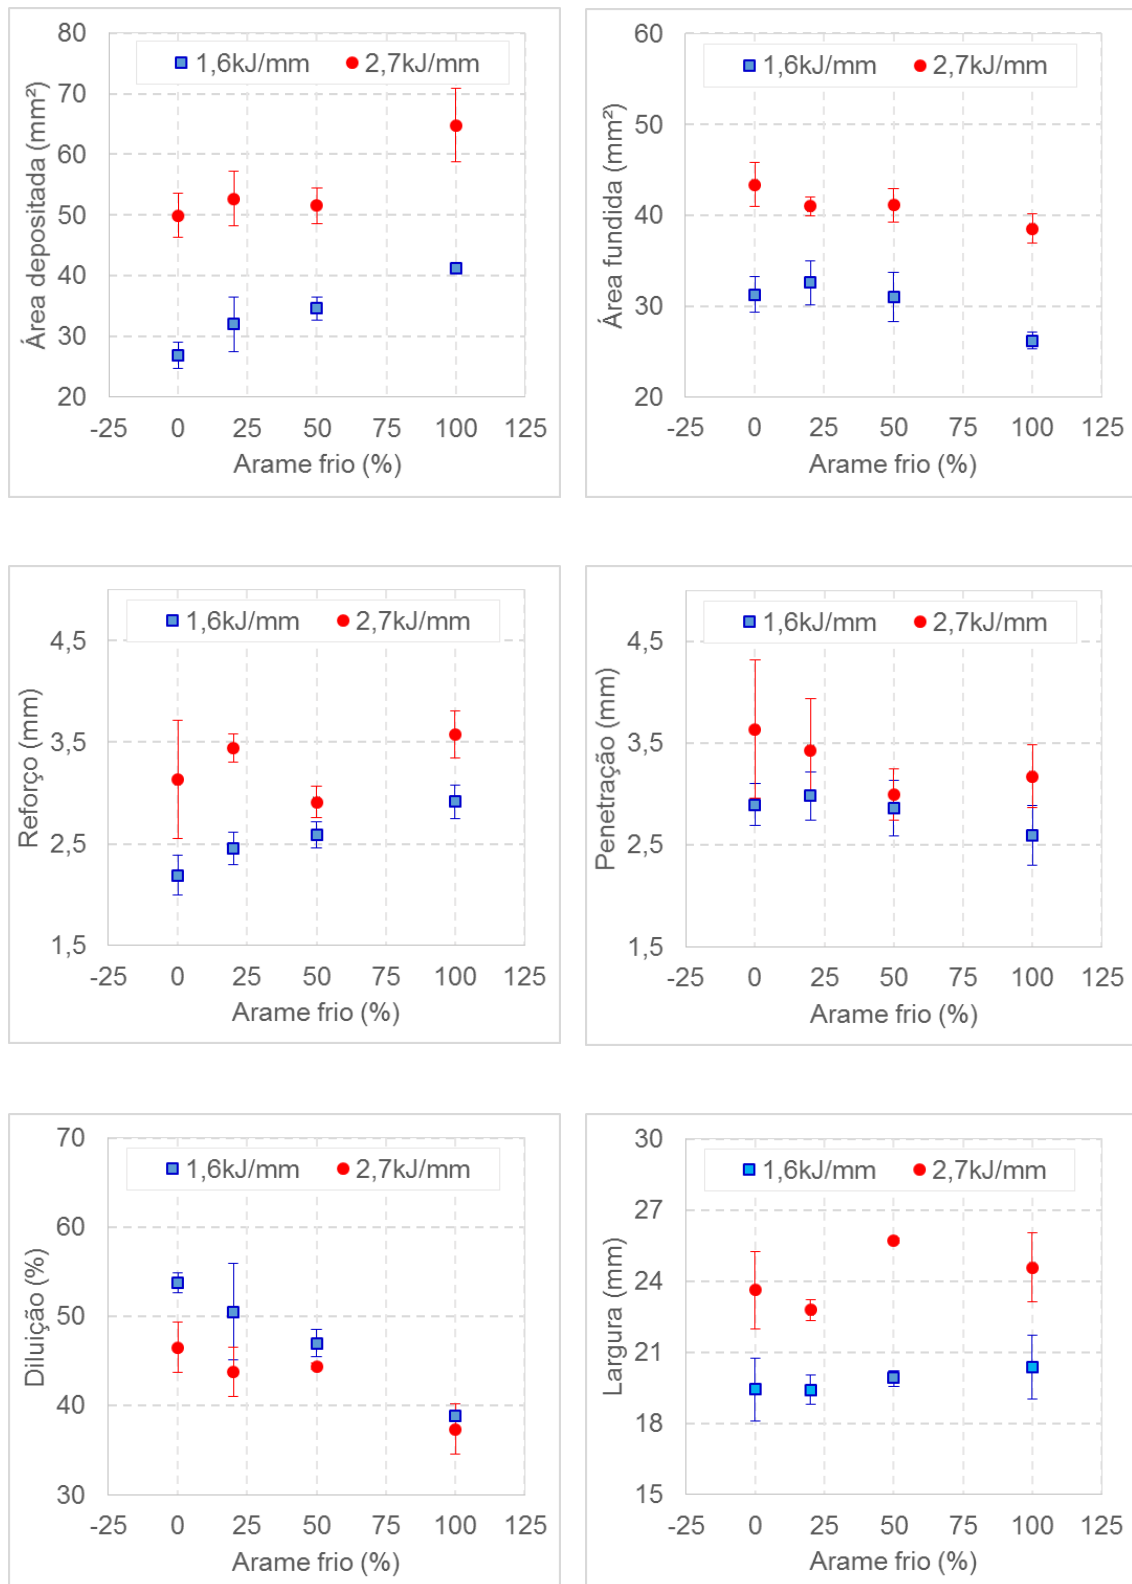 80
1,6kJ/mm 2,7kJ/mm
70
60
50
40
30
20
-25 0 25 50 75 100 125
Arame frio (%)
Área depositada (mm²)
60
1,6kJ/mm 2,7kJ/mm
50
40
30
20
-25 0 25 50 75 100 125
Arame frio (%)
Área fundida (mm²)
1,6kJ/mm 2,7kJ/mm
4,5
3,5
2,5
1,5
-25 0 25 50 75 100 125
Arame frio (%)
Reforço (mm)
1,6kJ/mm 2,7kJ/mm
4,5
3,5
2,5
1,5
-25 0 25 50 75 100 125
Arame frio (%)
Penetração (mm)
70
1,6kJ/mm 2,7kJ/mm
60
50
40
30
-25 0 25 50 75 100 125
Arame frio (%)
Diluição (%)
30
1,6kJ/mm 2,7kJ/mm
27
24
21
18
15
-25 0 25 50 75 100 125
Arame frio (%)
Largura (mm)